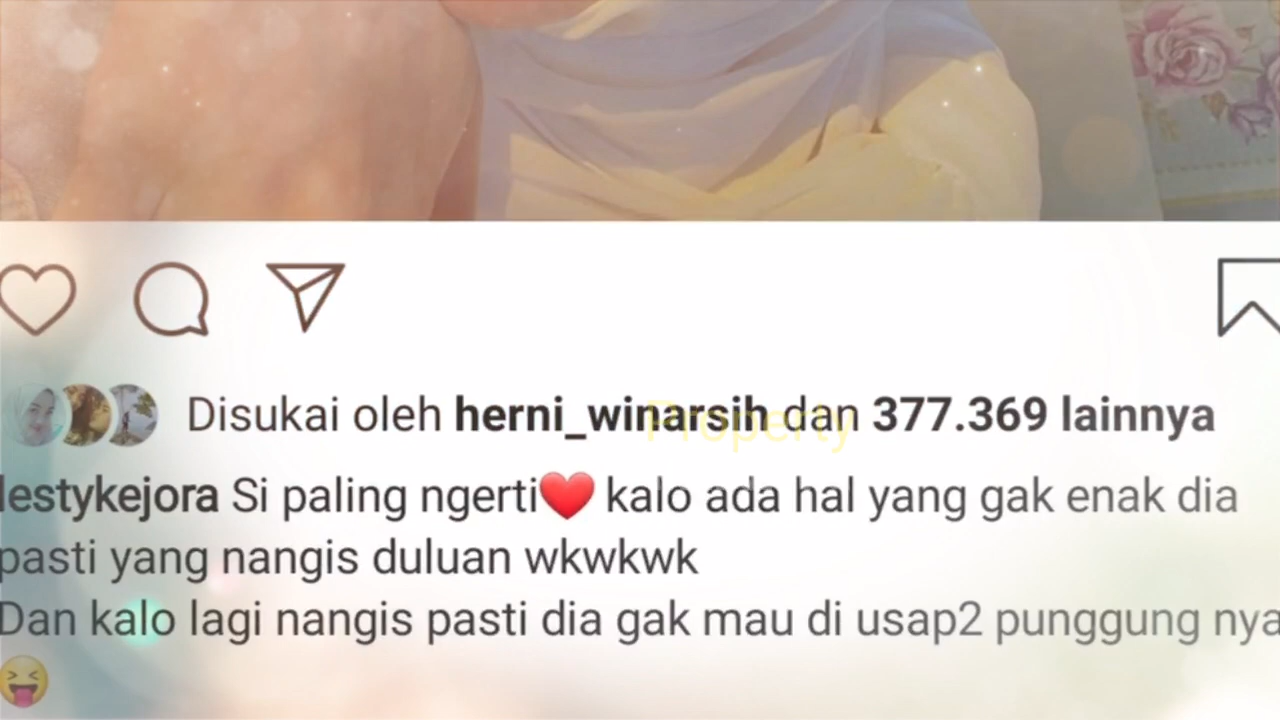 Disukai oleh herni_winarsih dan 377.369 lainnya
Property
lestykejora Si paling ngerti❤️ kalo ada hal yang gak enak dia
pasti yang nangis duluan wkwkwk
Dan kalo lagi nangis pasti dia gak mau di usap2 punggung nya
😝